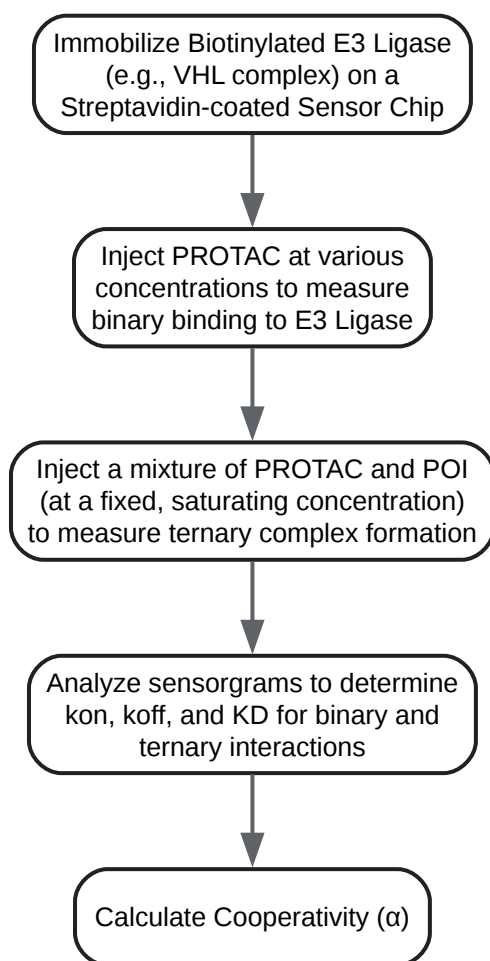 Immobilize Biotinylated E3 Ligase
(e.g., VHL complex) on a
Streptavidin-coated Sensor Chip
Inject PROTAC at various
concentrations to measure
binary binding to E3 Ligase
Inject a mixture of PROTAC and POI
(at a fixed, saturating concentration)
to measure ternary complex formation
Analyze sensorgrams to determine
kon, koff, and KD for binary and
ternary interactions
Calculate Cooperativity (α)